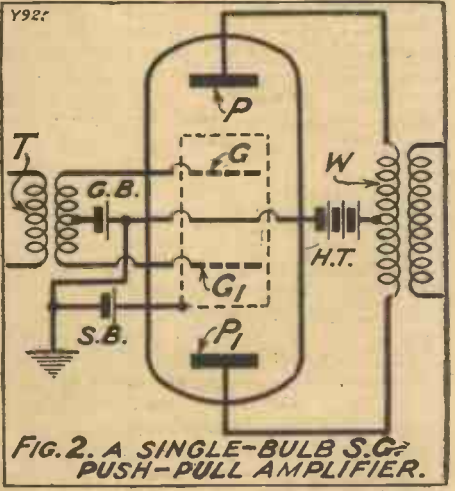 Y92
P
T
G
W
G.B.
H.T.
G1
S.B.
P1
FIG. 2. A SINGLE-BULB S.G.
PUSH-PULL AMPLIFIER.